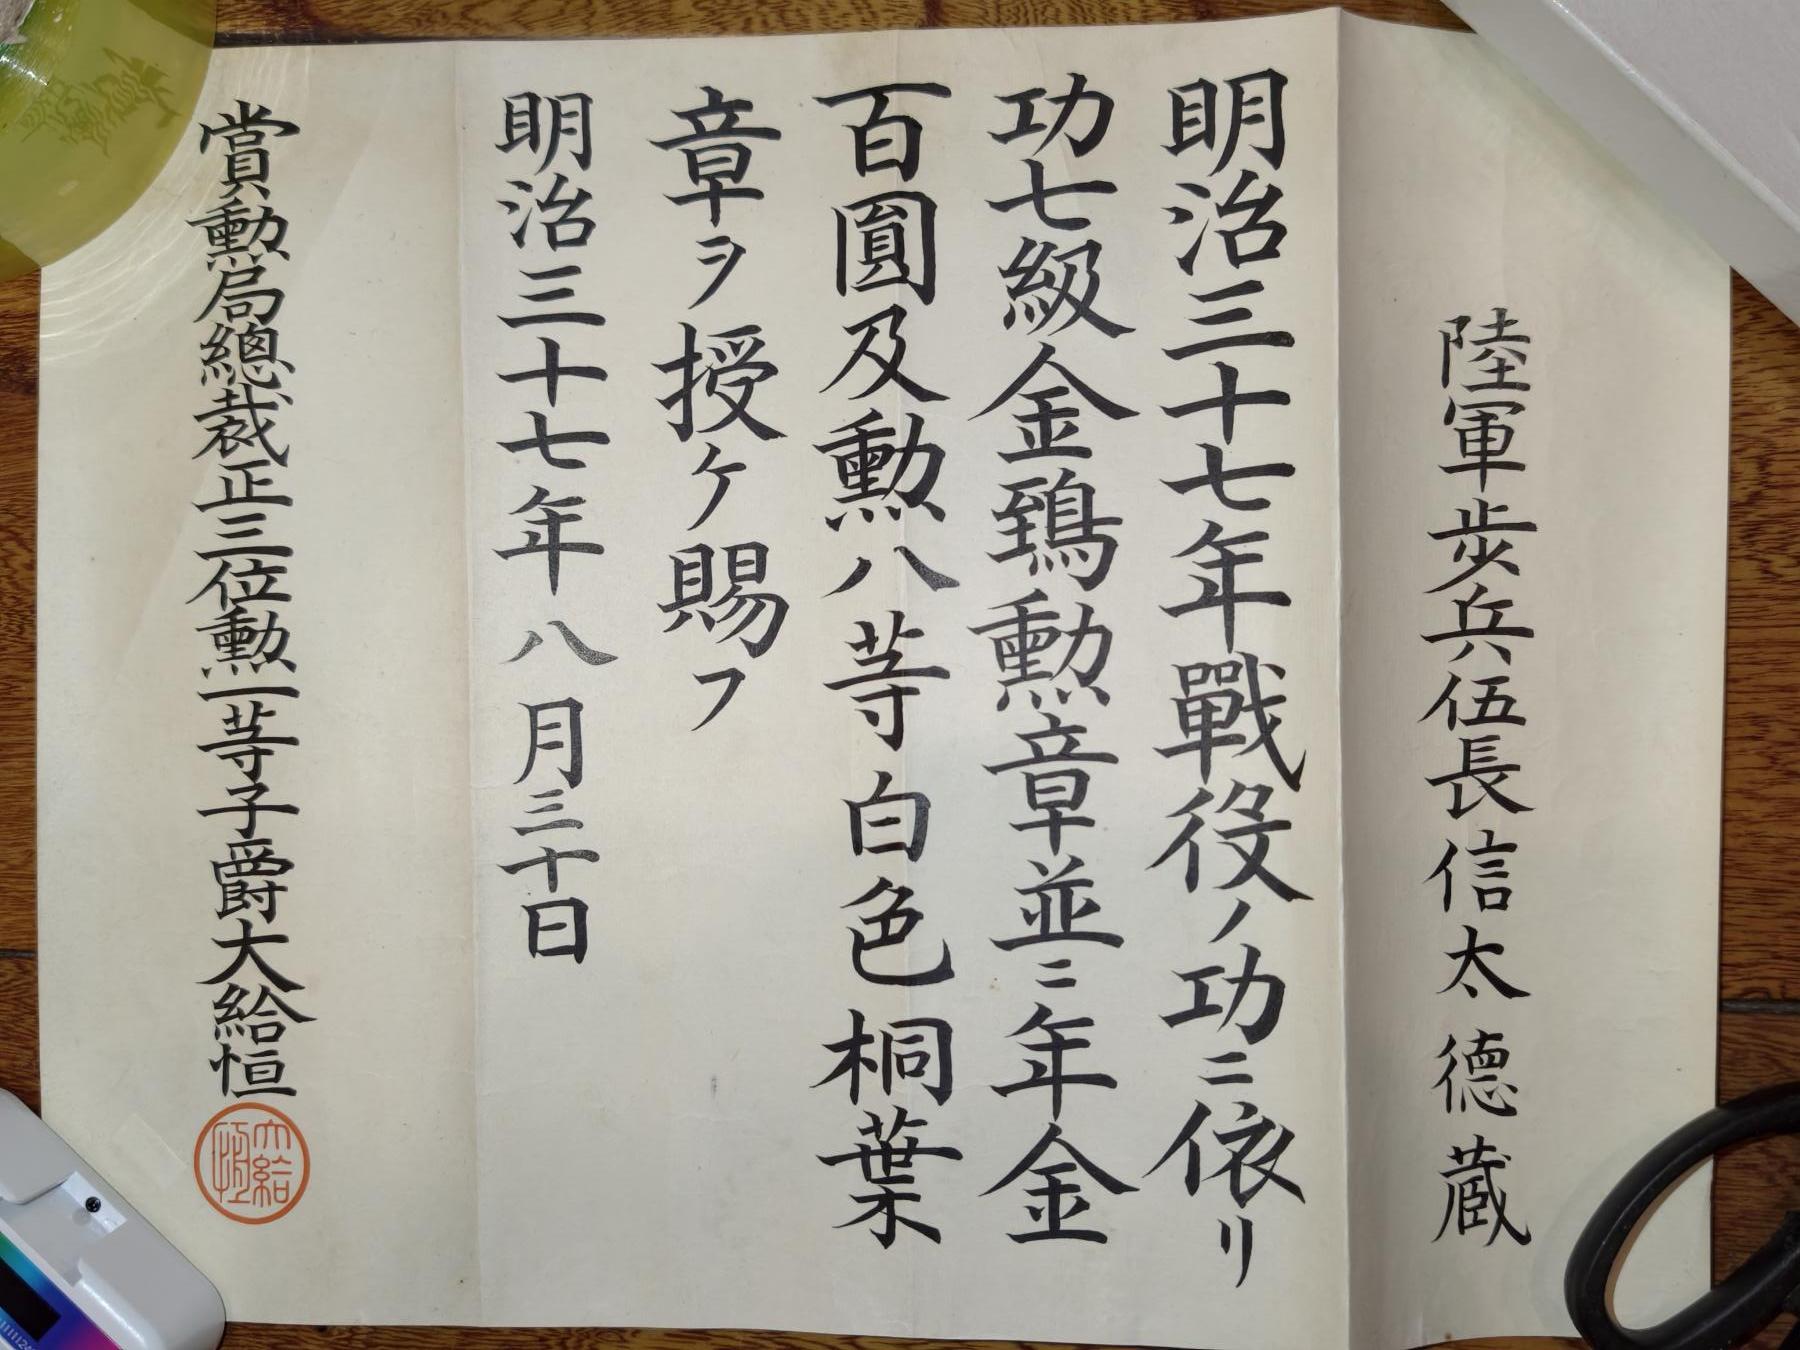 陸軍歩兵伍長信太德蔵
明治三十七年戰役ノ功ニ依リ
功七級金鵄勲章並ニ年金
百圓及勲八等白色桐葉
章ヲ授ケ賜フ
明治三十七年八月三十日
賞勲局總裁正三位勲一等子爵大給恒
大給恒